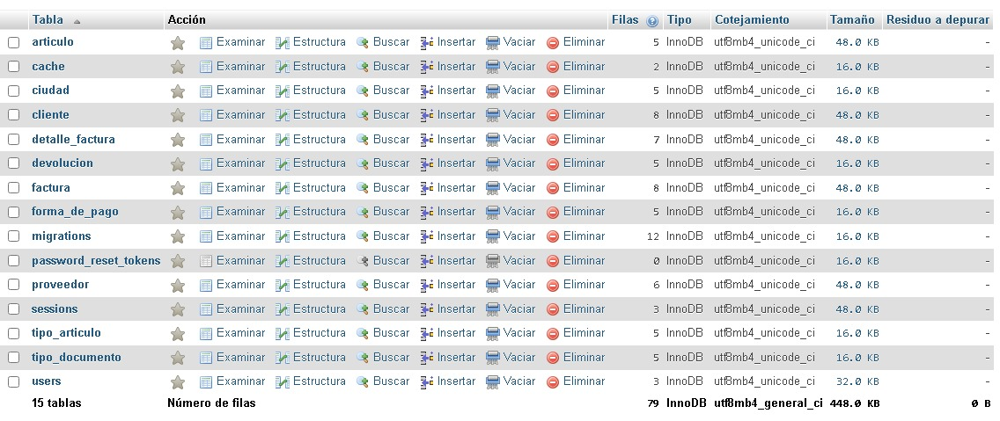 Tabla Acción Filas Tipo Cotejamiento Tamaño Residuo a depurar
articulo Examinar Estructura Buscar Insertar Vaciar Eliminar 5 InnoDB utf8mb4_unicode_ci 48.0 KB -
cache Examinar Estructura Buscar Insertar Vaciar Eliminar 2 InnoDB utf8mb4_unicode_ci 16.0 KB -
ciudad Examinar Estructura Buscar Insertar Vaciar Eliminar 5 InnoDB utf8mb4_unicode_ci 16.0 KB -
cliente Examinar Estructura Buscar Insertar Vaciar Eliminar 8 InnoDB utf8mb4_unicode_ci 48.0 KB -
detalle_factura Examinar Estructura Buscar Insertar Vaciar Eliminar 7 InnoDB utf8mb4_unicode_ci 48.0 KB -
devolucion Examinar Estructura Buscar Insertar Vaciar Eliminar 5 InnoDB utf8mb4_unicode_ci 16.0 KB -
factura Examinar Estructura Buscar Insertar Vaciar Eliminar 8 InnoDB utf8mb4_unicode_ci 48.0 KB -
forma_de_pago Examinar Estructura Buscar Insertar Vaciar Eliminar 5 InnoDB utf8mb4_unicode_ci 16.0 KB -
migrations Examinar Estructura Buscar Insertar Vaciar Eliminar 12 InnoDB utf8mb4_unicode_ci 16.0 KB -
password_reset_tokens Examinar Estructura Buscar Insertar Vaciar Eliminar 0 InnoDB utf8mb4_unicode_ci 16.0 KB -
proveedor Examinar Estructura Buscar Insertar Vaciar Eliminar 6 InnoDB utf8mb4_unicode_ci 48.0 KB -
sessions Examinar Estructura Buscar Insertar Vaciar Eliminar 3 InnoDB utf8mb4_unicode_ci 48.0 KB -
tipo_articulo Examinar Estructura Buscar Insertar Vaciar Eliminar 5 InnoDB utf8mb4_unicode_ci 16.0 KB -
tipo_documento Examinar Estructura Buscar Insertar Vaciar Eliminar 5 InnoDB utf8mb4_unicode_ci 16.0 KB -
users Examinar Estructura Buscar Insertar Vaciar Eliminar 3 InnoDB utf8mb4_unicode_ci 32.0 KB -
15 tablas Número de filas 79 InnoDB utf8mb4_general_ci 448.0 KB 0 B